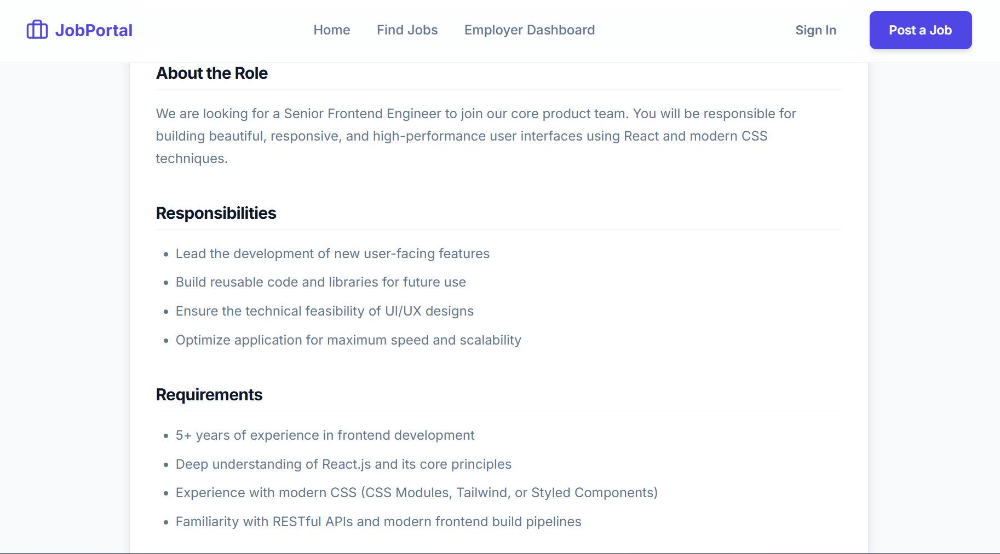 JobPortal
Home
Find Jobs
Employer Dashboard
Sign In
Post a Job
About the Role
We are looking for a Senior Frontend Engineer to join our core product team. You will be responsible for
building beautiful, responsive, and high-performance user interfaces using React and modern CSS
techniques.
Responsibilities
• Lead the development of new user-facing features
• Build reusable code and libraries for future use
• Ensure the technical feasibility of UI/UX designs
• Optimize application for maximum speed and scalability
Requirements
• 5+ years of experience in frontend development
• Deep understanding of React.js and its core principles
• Experience with modern CSS (CSS Modules, Tailwind, or Styled Components)
• Familiarity with RESTful APIs and modern frontend build pipelines